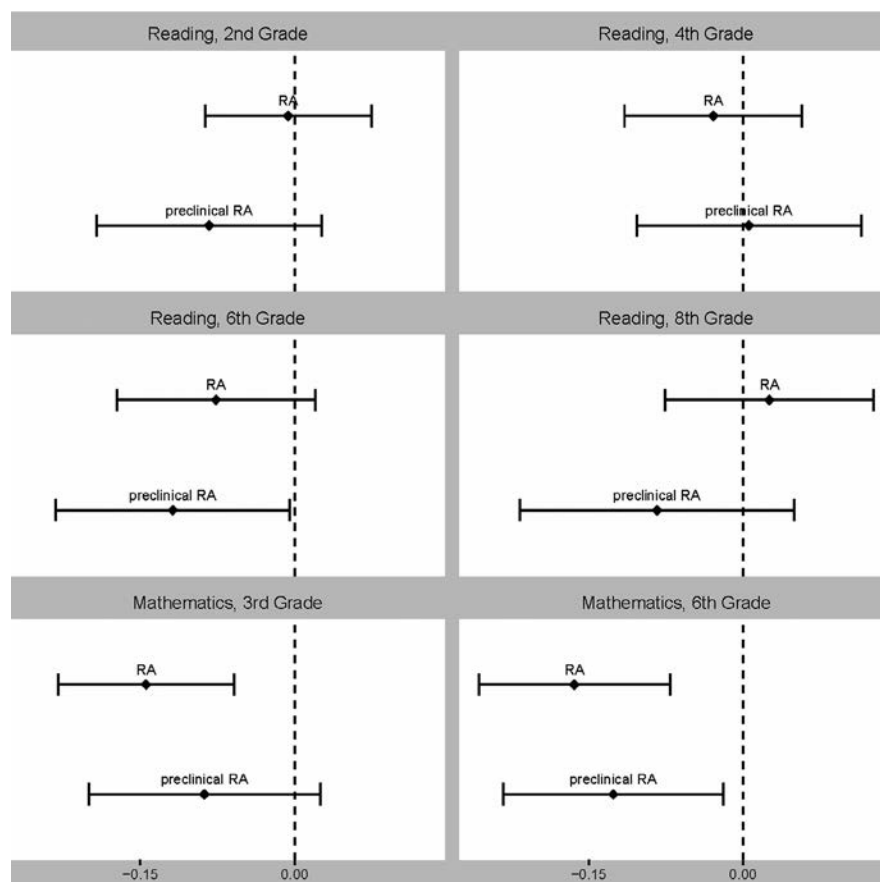 Reading, 2nd Grade
Reading, 4th Grade
RA
RA
preclinical RA
preclinical RA
Reading, 6th Grade
Reading, 8th Grade
RA
RA
preclinical RA
preclinical RA
Mathematics, 3rd Grade
Mathematics, 6th Grade
RA
RA
preclinical RA
preclinical RA
−0.15
0.00
−0.15
0.00